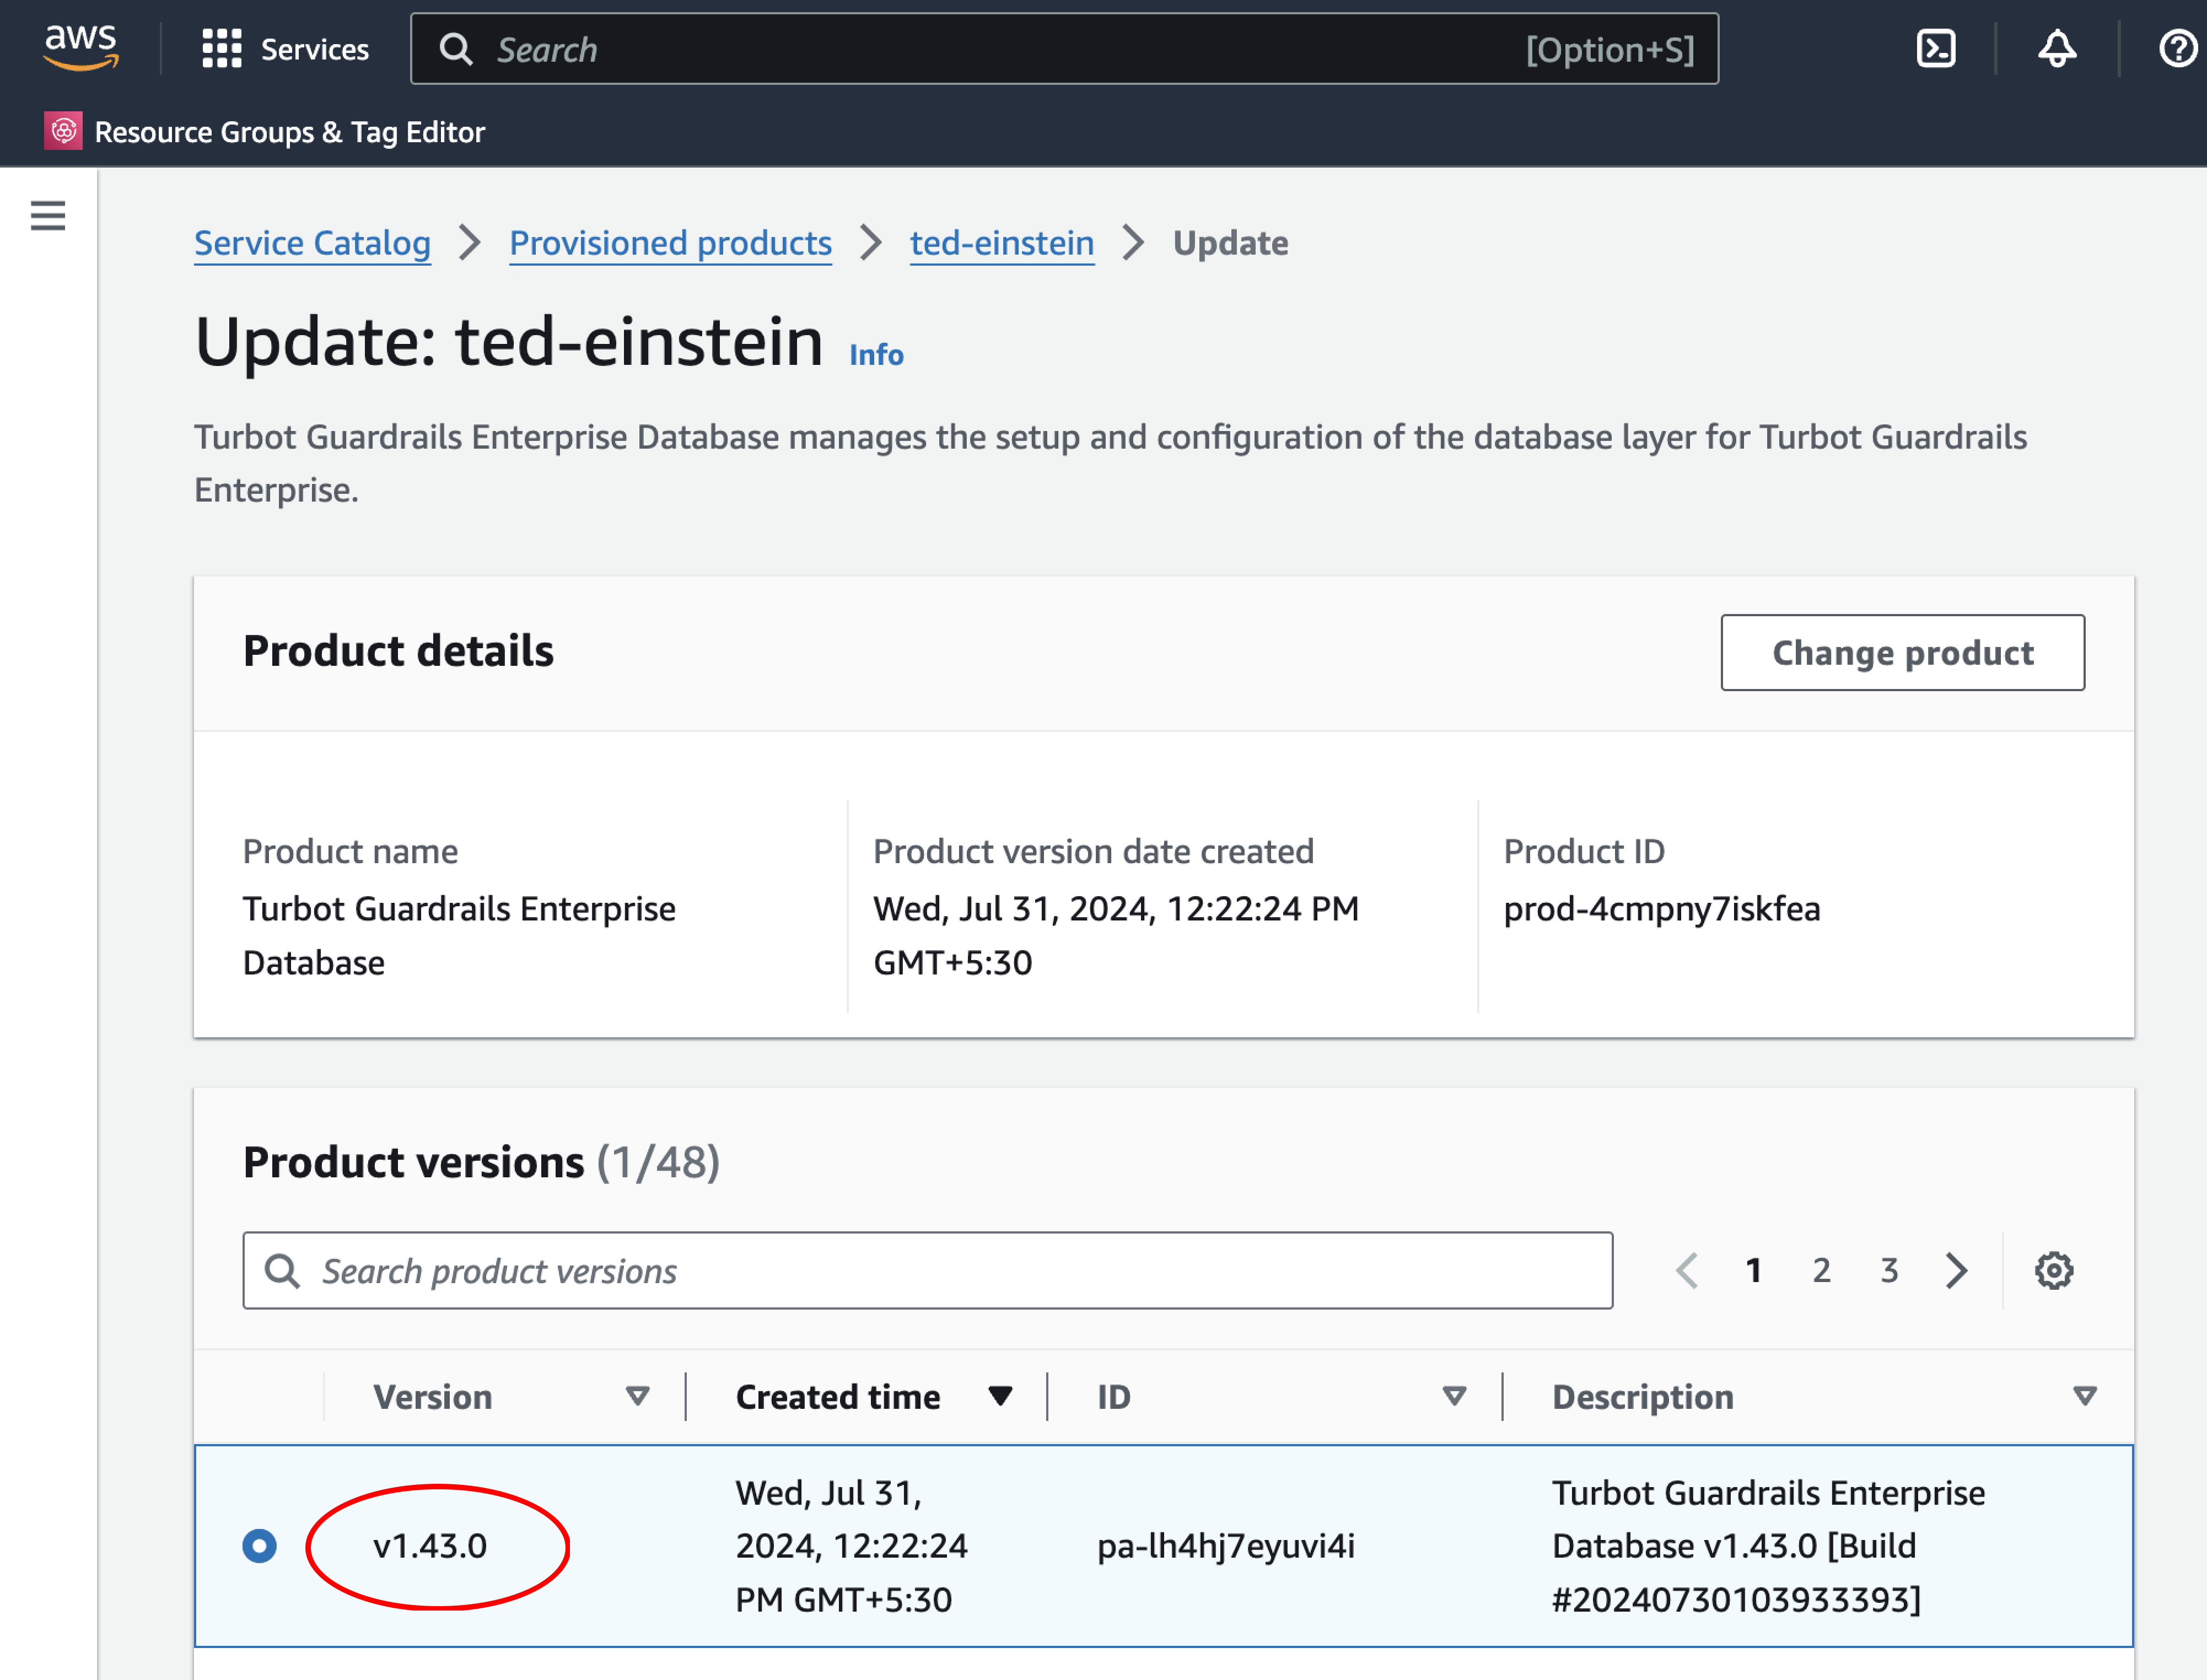 aws
Services
Search
[Option+S]
Resource Groups & Tag Editor
Service Catalog
Provisioned products
ted-einstein
Update
Update: ted-einstein Info
Turbot Guardrails Enterprise Database manages the setup and configuration of the database layer for Turbot Guardrails
Enterprise.
Product details
Change product
Product name
Turbot Guardrails Enterprise
Database
Product version date created
Wed, Jul 31, 2024, 12:22:24 PM
GMT+5:30
Product ID
prod-4cmpny7iskfea
Product versions (1/48)
Search product versions
1 2 3
Version
Created time
ID
Description
v1.43.0
Wed, Jul 31,
2024, 12:22:24
PM GMT+5:30
pa-lh4hj7eyuvi4i
Turbot Guardrails Enterprise
Database v1.43.0 [Build
#20240730103933393]